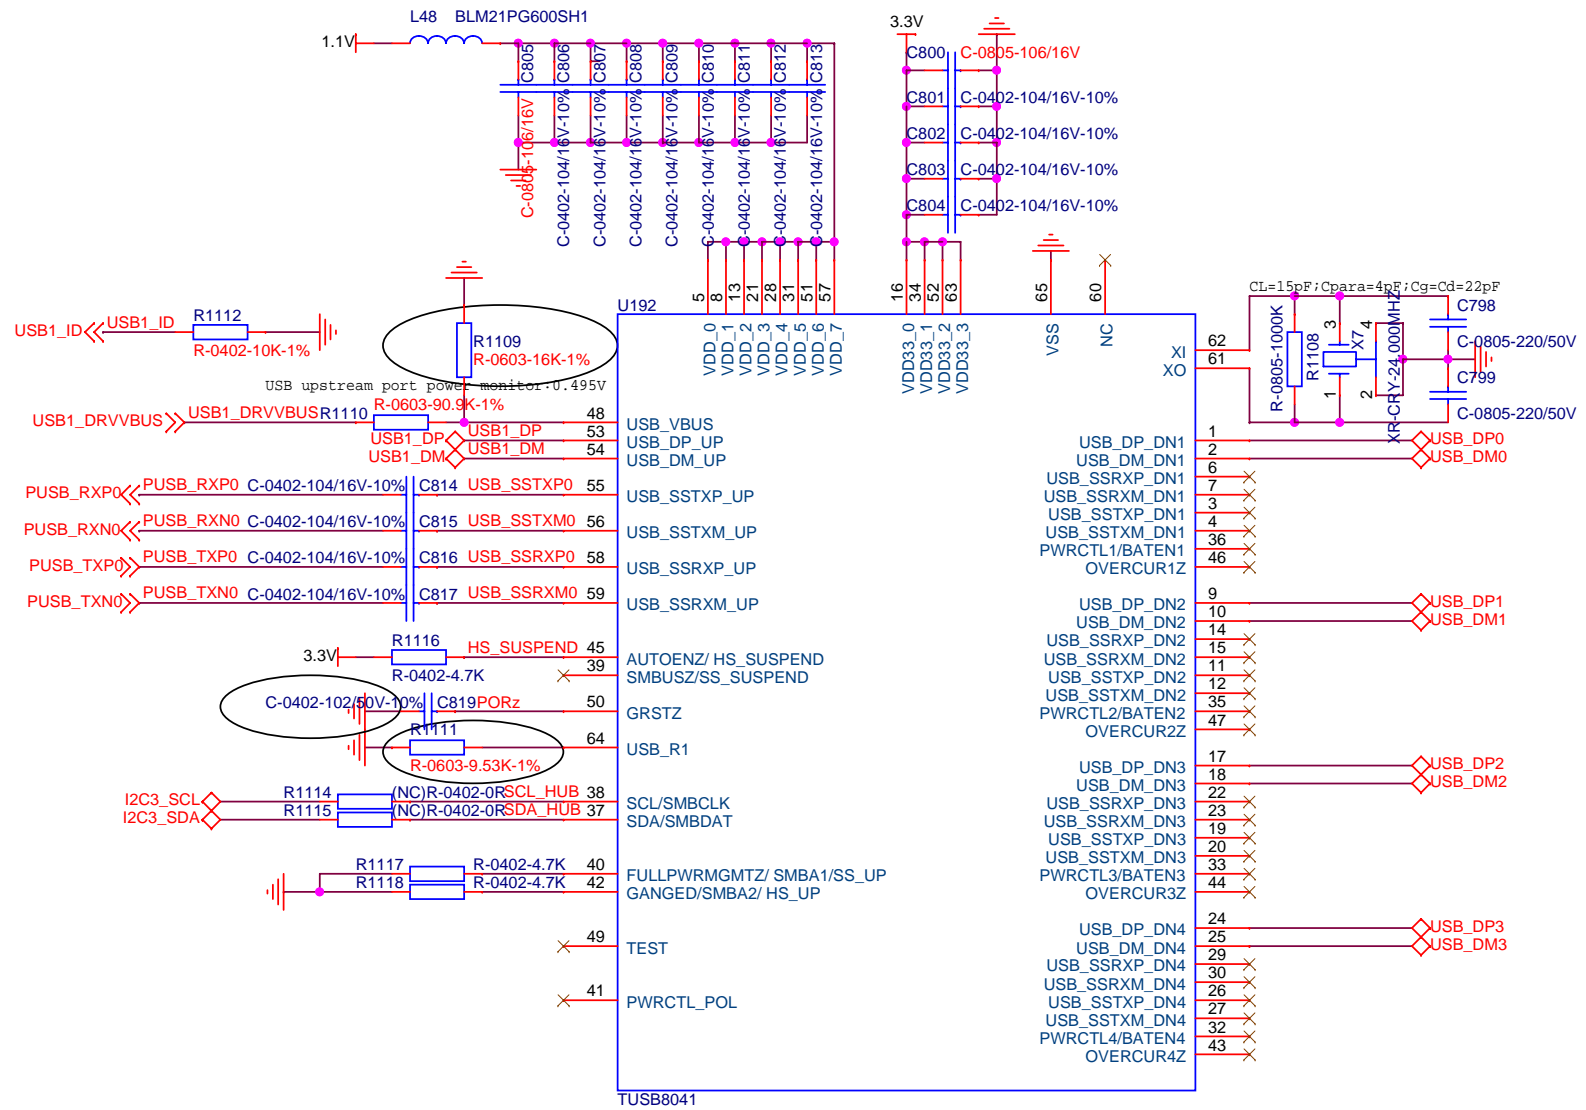 L48 BLM21PG600SH1
1.1V
C805 C806 C807 C808 C809 C810 C811 C812 C813
C-0805-106/16V
C-0402-104/16V-10%
C-0402-104/16V-10%
C-0402-104/16V-10%
C-0402-104/16V-10%
C-0402-104/16V-10%
C-0402-104/16V-10%
C-0402-104/16V-10%
C-0402-104/16V-10%
3.3V
C800 C-0805-106/16V
C801 C-0402-104/16V-10%
C802 C-0402-104/16V-10%
C803 C-0402-104/16V-10%
C804 C-0402-104/16V-10%
5 8 13 21 28 31 51 57
16 34 52 63
65
60
U192
VDD_0 VDD_1 VDD_2 VDD_3 VDD_4 VDD_5 VDD_6 VDD_7
VDD33_0 VDD33_1 VDD33_2 VDD33_3
VSS
NC
USB1_ID USB1_ID R1112
R-0402-10K-1%
R1109
R-0603-16K-1%
USB upstream port power monitor:0.495V
R-0603-90.9K-1%
USB1_DRVVBUS USB1_DRVVBUS R1110 48 USB_VBUS
USB1_DP USB1_DP 53 USB_DP_UP
USB1_DM USB1_DM 54 USB_DM_UP
PUSB_RXP0 PUSB_RXP0 C-0402-104/16V-10% C814 USB_SSTXP0 55 USB_SSTXP_UP
PUSB_RXN0 PUSB_RXN0 C-0402-104/16V-10% C815 USB_SSTXM0 56 USB_SSTXM_UP
PUSB_TXP0 PUSB_TXP0 C-0402-104/16V-10% C816 USB_SSRXP0 58 USB_SSRXP_UP
PUSB_TXN0 PUSB_TXN0 C-0402-104/16V-10% C817 USB_SSRXM0 59 USB_SSRXM_UP
R1116
3.3V HS_SUSPEND 45 AUTOENZ/ HS_SUSPEND
R-0402-4.7K 39 SMBUSZ/SS_SUSPEND
C-0402-102/50V-10% C819 PORz 50 GRSTZ
R1111
64 USB_R1
R-0603-9.53K-1%
I2C3_SCL R1114 (NC)R-0402-0R SCL_HUB 38 SCL/SMBCLK
I2C3_SDA R1115 (NC)R-0402-0R SDA_HUB 37 SDA/SMBDAT
R1117 R-0402-4.7K 40 FULLPWRMGMTZ/ SMBA1/SS_UP
R1118 R-0402-4.7K 42 GANGED/SMBA2/ HS_UP
49 TEST
41 PWRCTL_POL
TUSB8041
CL=15pF;Cpara=4pF;Cg=Cd=22pF
XI 62
XO 61
R-0805-1000K
R1108
3
1
X7
4
2
XR-CRY-24.000MHZ
C798
C-0805-220/50V
C799
C-0805-220/50V
USB_DP_DN1 1 USB_DP0
USB_DM_DN1 2 USB_DM0
USB_SSRXP_DN1 6
USB_SSRXM_DN1 7
USB_SSTXP_DN1 3
USB_SSTXM_DN1 4
PWRCTL1/BATEN1 36
OVERCUR1Z 46
USB_DP_DN2 9 USB_DP1
USB_DM_DN2 10 USB_DM1
USB_SSRXP_DN2 14
USB_SSRXM_DN2 15
USB_SSTXP_DN2 11
USB_SSTXM_DN2 12
PWRCTL2/BATEN2 35
OVERCUR2Z 47
USB_DP_DN3 17 USB_DP2
USB_DM_DN3 18 USB_DM2
USB_SSRXP_DN3 22
USB_SSRXM_DN3 23
USB_SSTXP_DN3 19
USB_SSTXM_DN3 20
PWRCTL3/BATEN3 33
OVERCUR3Z 44
USB_DP_DN4 24 USB_DP3
USB_DM_DN4 25 USB_DM3
USB_SSRXP_DN4 29
USB_SSRXM_DN4 30
USB_SSTXP_DN4 26
USB_SSTXM_DN4 27
PWRCTL4/BATEN4 32
OVERCUR4Z 43